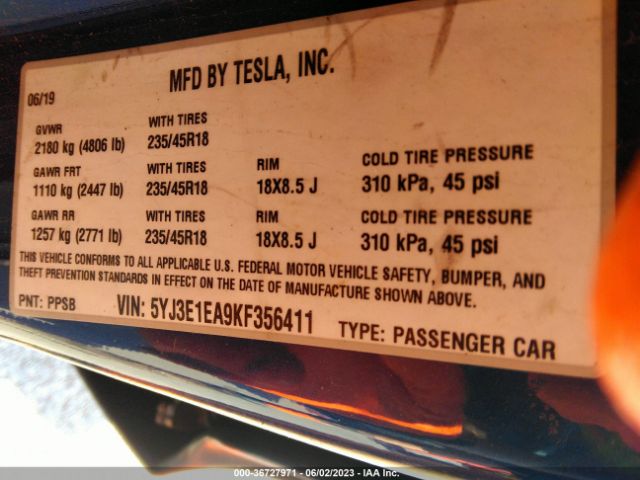 MFD BY TESLA, INC.
06/19
GVWR WITH TIRES
2180 kg (4806 lb) 235/45R18
GAWR FRT WITH TIRES RIM COLD TIRE PRESSURE
1110 kg (2447 lb) 235/45R18 18X8.5 J 310 kPa, 45 psi
GAWR RR WITH TIRES RIM COLD TIRE PRESSURE
1257 kg (2771 lb) 235/45R18 18X8.5 J 310 kPa, 45 psi
THIS VEHICLE CONFORMS TO ALL APPLICABLE U.S. FEDERAL MOTOR VEHICLE SAFETY, BUMPER, AND
THEFT PREVENTION STANDARDS IN EFFECT ON THE DATE OF MANUFACTURE SHOWN ABOVE.
PNT: PPSB VIN: 5YJ3E1EA9KF356411 TYPE: PASSENGER CAR
000-36727971 - 06/02/2023 - IAA Inc.